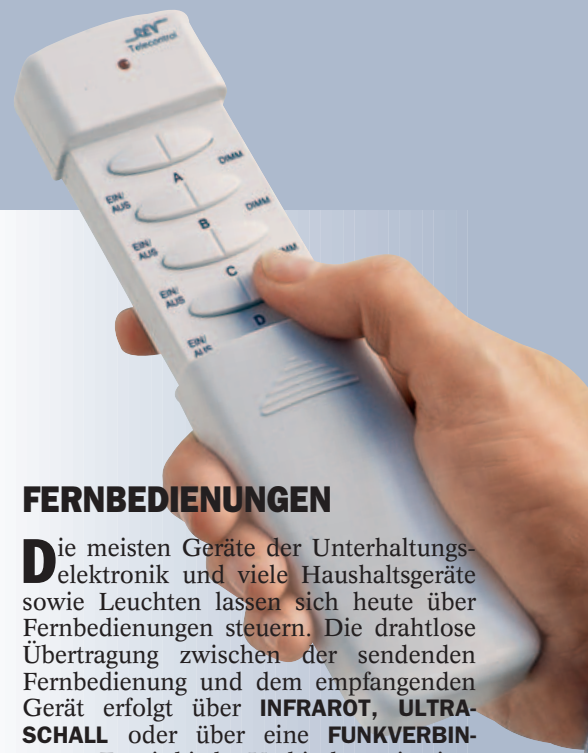 REV
Telecontrol
A
DIMM
EIN/
AUS
B
DIMM
EIN/
AUS
C
EIN/
AUS
D
EIN/
AUS
FERNBEDIENUNGEN
Die meisten Geräte der Unterhaltungs-
elektronik und viele Haushaltsgeräte
sowie Leuchten lassen sich heute über
Fernbedienungen steuern. Die drahtlose
Übertragung zwischen der sendenden
Fernbedienung und dem empfangenden
Gerät erfolgt über INFRAROT, ULTRA-
SCHALL oder über eine FUNKVERBIN-